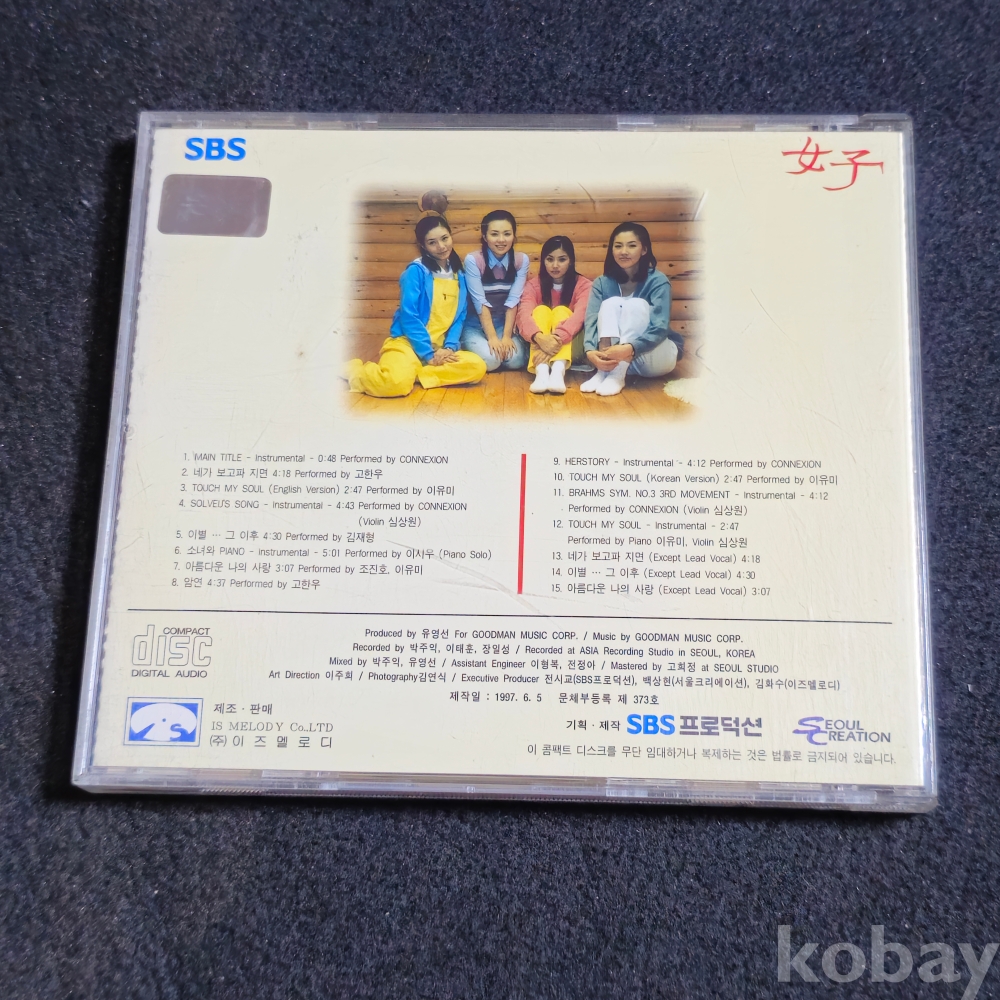 SBS
女子
1. MAIN TITLE - Instrumental - 0:48 Performed by CONNEXION
2. 네가 보고파 지면 4:18 Performed by 고한우
3. TOUCH MY SOUL (English Version) 2:47 Performed by 이유미
4. SOLVEIJ'S SONG - Instrumental - 4:43 Performed by CONNEXION
(Violin 심상원)
5. 이별 … 그 이후 4:30 Performed by 김재형
6. 소녀와 PIANO - Instrumental - 5:01 Performed by 이사우 (Piano Solo)
7. 아름다운 나의 사랑 3:07 Performed by 조진호, 이유미
8. 암연 4:37 Performed by 고한우
9. HERSTORY - Instrumental - 4:12 Performed by CONNEXION
10. TOUCH MY SOUL (Korean Version) 2:47 Performed by 이유미
11. BRAHMS SYM. NO.3 3RD MOVEMENT - Instrumental - 4:12
Performed by CONNEXION (Violin 심상원)
12. TOUCH MY SOUL - Instrumental - 2:47
Performed by Piano 이유미, Violin 심상원
13. 네가 보고파 지면 (Except Lead Vocal) 4:18
14. 이별 … 그 이후 (Except Lead Vocal) 4:30
15. 아름다운 나의 사랑 (Except Lead Vocal) 3:07
COMPACT
disc
DIGITAL AUDIO
Produced by 유영선 For GOODMAN MUSIC CORP. / Music by GOODMAN MUSIC CORP.
Recorded by 박주익, 이태훈, 장일성 / Recorded at ASIA Recording Studio in SEOUL, KOREA
Mixed by 박주익, 유영선 / Assistant Engineer 이형복, 전정아 / Mastered by 고희정 at SEOUL STUDIO
Art Direction 이주희 / Photography김연식 / Executive Producer 전시교(SBS프로덕션), 백상현(서울크리에이션), 김화수(이즈멜로디)
제작일 : 1997. 6. 5 문체부등록 제 373호
is
제조 · 판매
IS MELODY Co.,LTD
(주) 이 즈 멜 로 디
기획 · 제작 SBS프로덕션
SEOUL
CREATION
이 콤팩트 디스크를 무단 임대하거나 복제하는 것은 법률로 금지되어 있습니다.
kobay